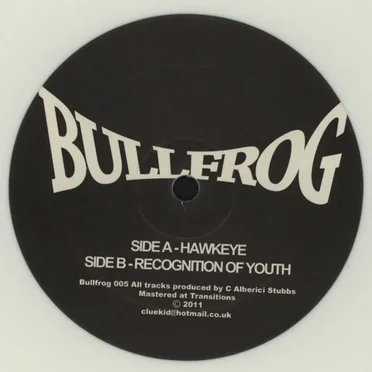 BULLFROG
SIDE A - HAWKEYE
SIDE B - RECOGNITION OF YOUTH
Bullfrog 005 All tracks produced by C Alberici Stubbs
Mastered at Transitions
© 2011
cluekid@hotmail.co.uk